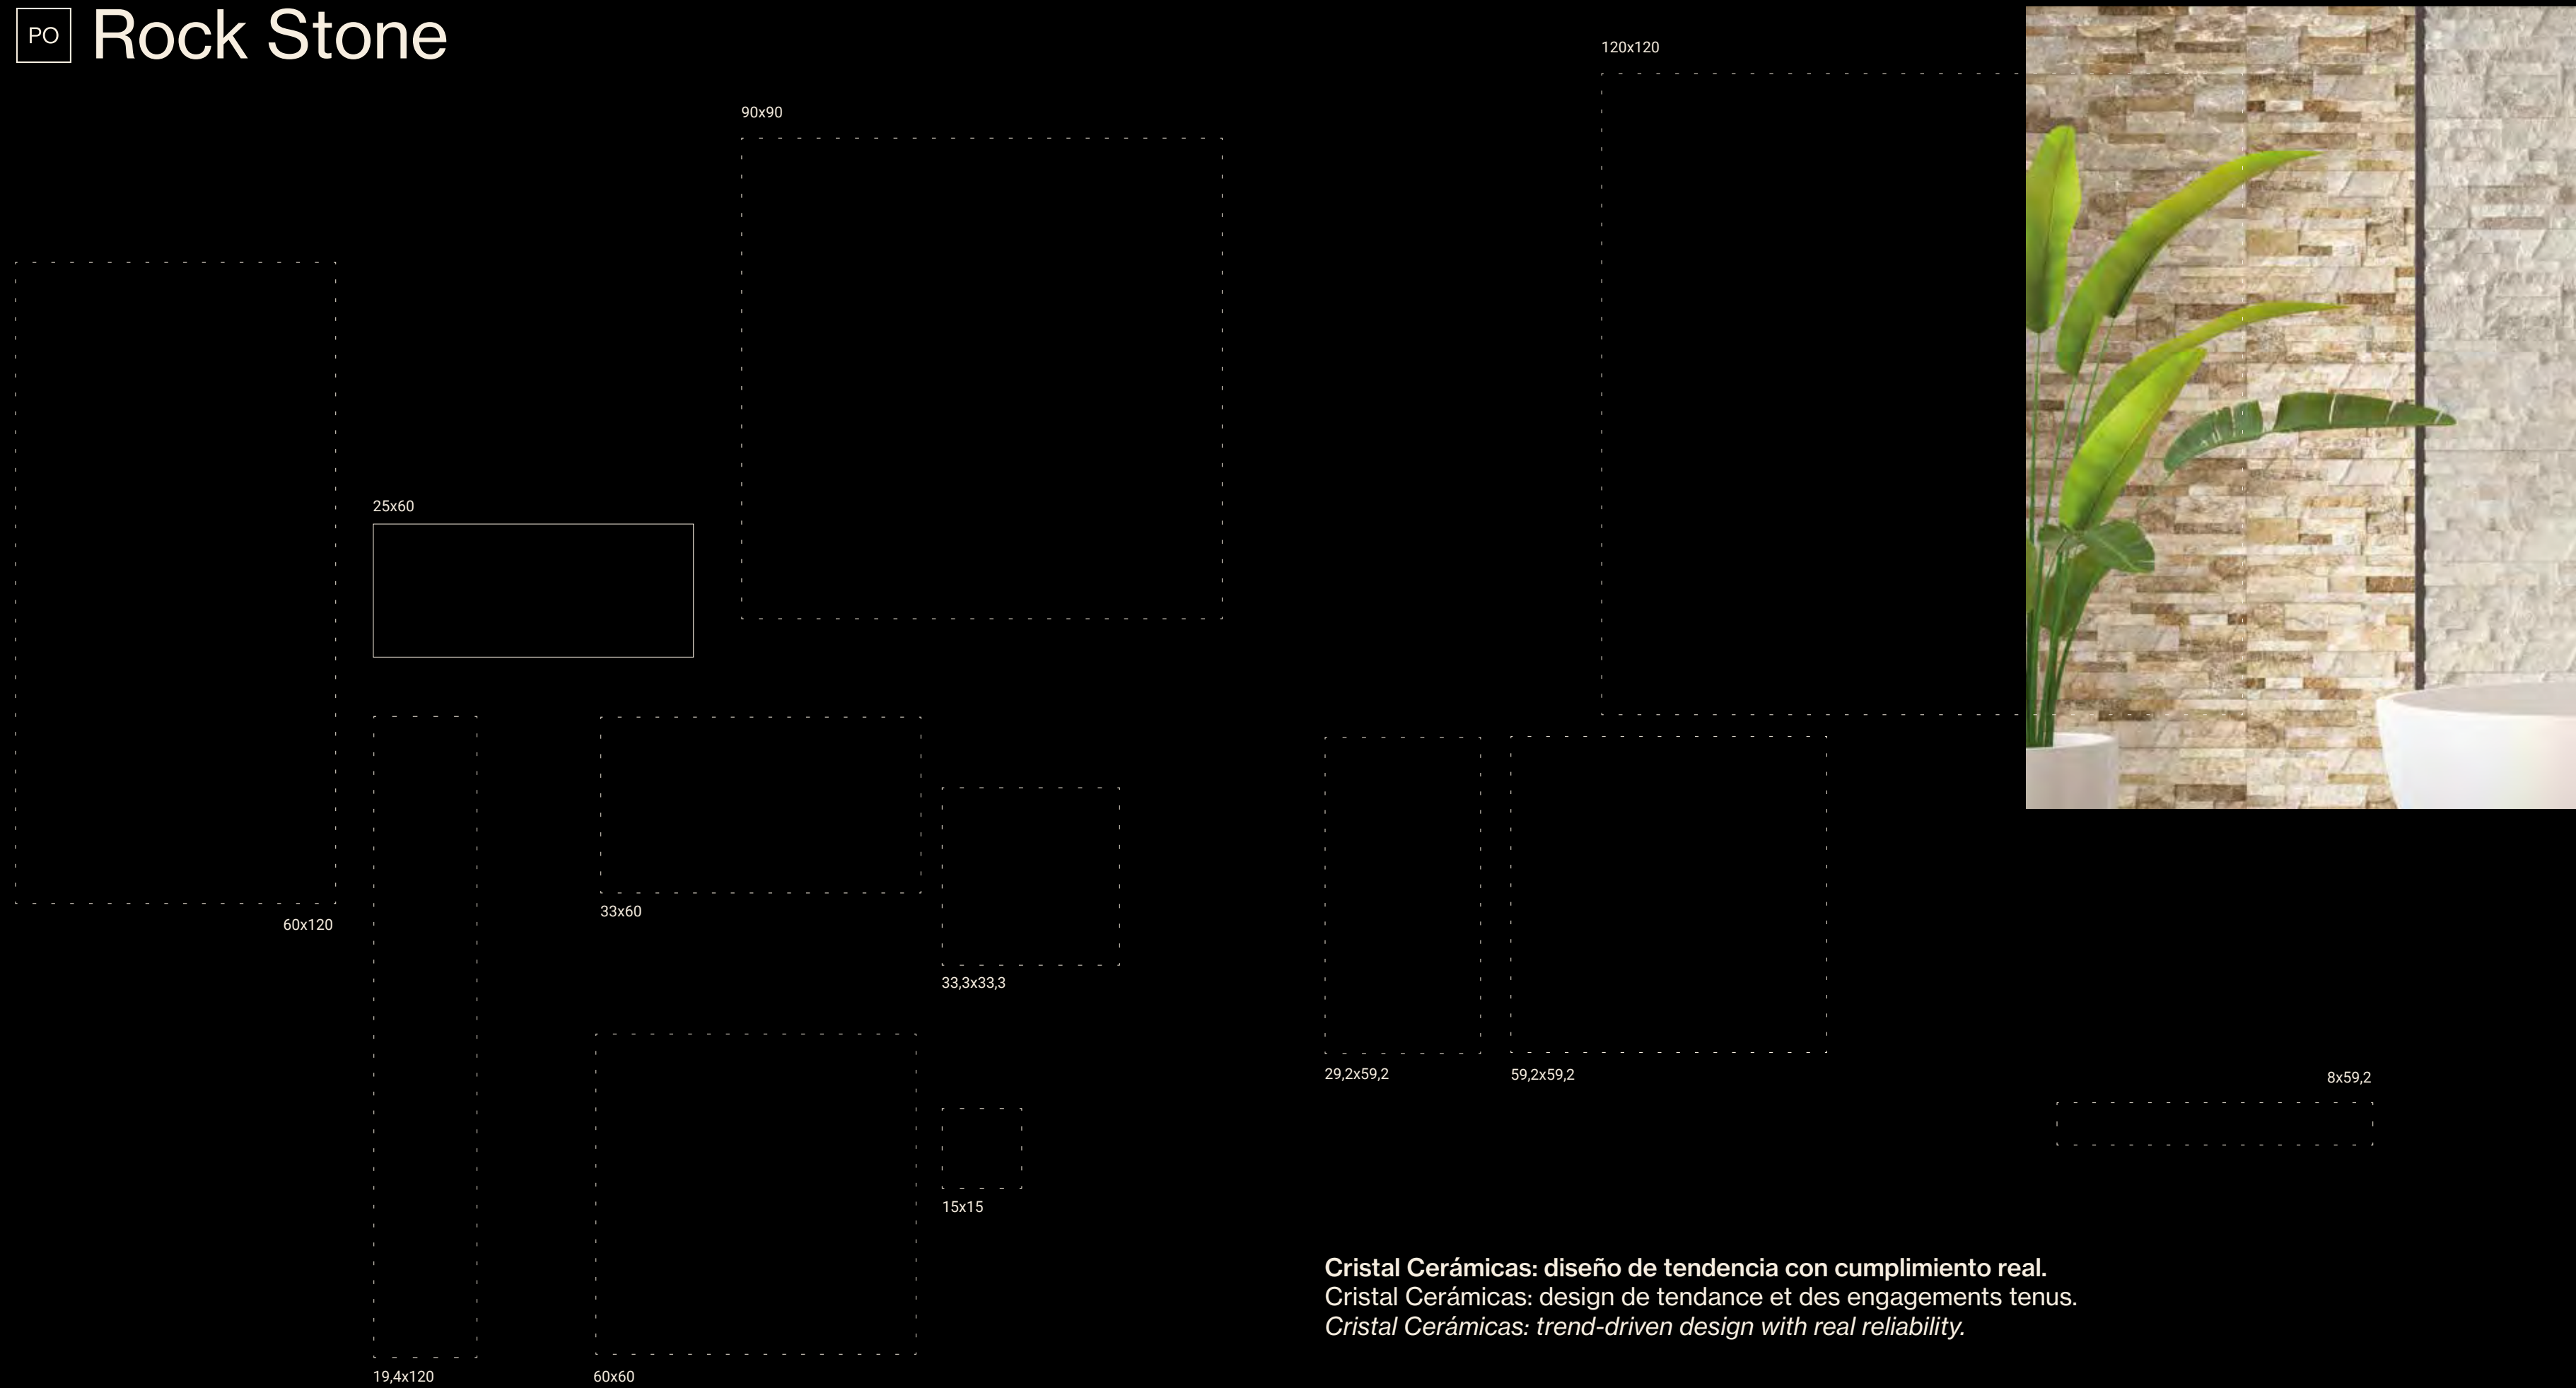 PO
Rock Stone
120x120
90x90
25x60
60x120
33x60
33,3x33,3
29,2x59,2
59,2x59,2
8x59,2
15x15
19,4x120
60x60
Cristal Cerámicas: diseño de tendencia con cumplimiento real.
Cristal Cerámicas: design de tendance et des engagements tenus.
Cristal Cerámicas: trend-driven design with real reliability.